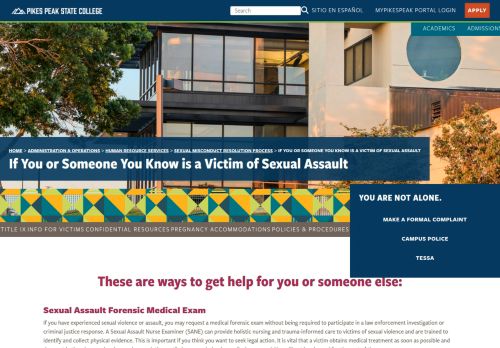 PIKES PEAK STATE COLLEGE
Search
SITIO EN ESPAÑOL
MYPIKESPEAK PORTAL LOGIN
APPLY
ACADEMICS
ADMISSIONS
HOME > ADMINISTRATION & OPERATIONS > HUMAN RESOURCE SERVICES > SEXUAL MISCONDUCT RESOLUTION PROCESS > IF YOU OR SOMEONE YOU KNOW IS A VICTIM OF SEXUAL ASSAULT
If You or Someone You Know is a Victim of Sexual Assault
YOU ARE NOT ALONE.
MAKE A FORMAL COMPLAINT
CAMPUS POLICE
TESSA
TITLE IX INFO FOR VICTIMS CONFIDENTIAL RESOURCES PREGNANCY ACCOMMODATIONS POLICIES & PROCEDURES
These are ways to get help for you or someone else:
Sexual Assault Forensic Medical Exam
If you have experienced sexual violence or assault, you may request a medical forensic exam without being required to participate in a law enforcement investigation or
criminal justice response. A Sexual Assault Nurse Examiner (SANE) can provide holistic nursing and trauma-informed care to victims of sexual violence and are trained to
identify and collect physical evidence. This is important if you think you want to seek legal action. It is vital that a victim obtains medical treatment as soon as possible and